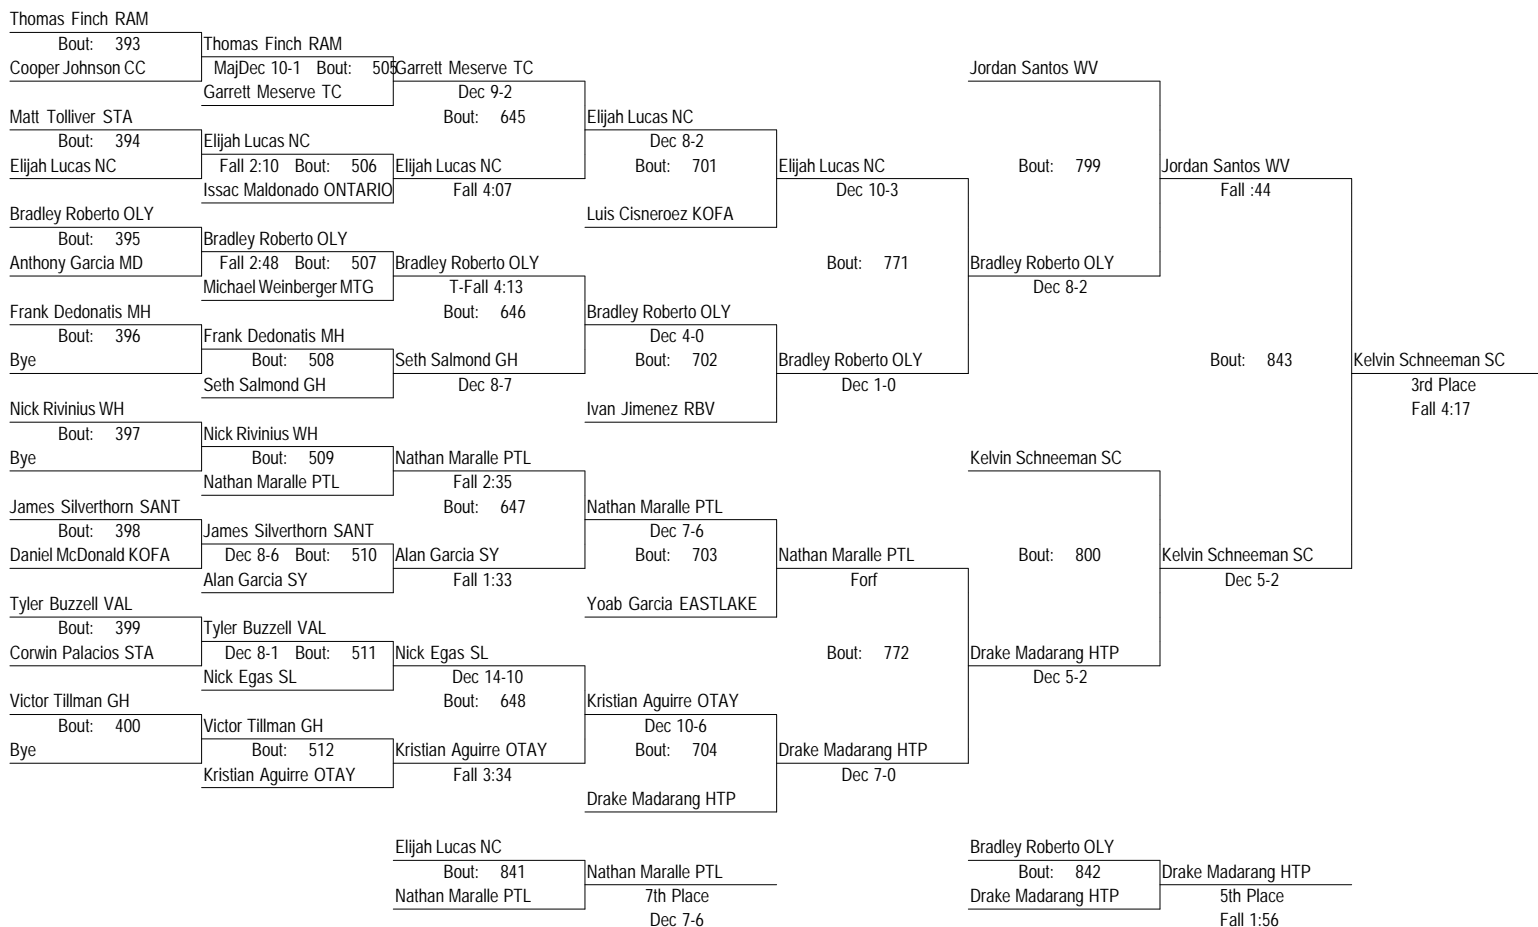 Thomas Finch RAM
Bout: 393
Cooper Johnson CC
Matt Tolliver STA
Bout: 394
Elijah Lucas NC
Bradley Roberto OLY
Bout: 395
Anthony Garcia MD
Frank Dedonatis MH
Bout: 396
Bye
Nick Rivinius WH
Bout: 397
Bye
James Silverthorn SANT
Bout: 398
Daniel McDonald KOFA
Tyler Buzzell VAL
Bout: 399
Corwin Palacios STA
Victor Tillman GH
Bout: 400
Bye
Thomas Finch RAM
MajDec 10-1 Bout: 505
Garrett Meserve TC
Elijah Lucas NC
Fall 2:10 Bout: 506
Issac Maldonado ONTARIO
Bradley Roberto OLY
Fall 2:48 Bout: 507
Michael Weinberger MTG
Frank Dedonatis MH
Bout: 508
Seth Salmond GH
Nick Rivinius WH
Bout: 509
Nathan Maralle PTL
James Silverthorn SANT
Dec 8-6 Bout: 510
Alan Garcia SY
Tyler Buzzell VAL
Dec 8-1 Bout: 511
Nick Egas SL
Victor Tillman GH
Bout: 512
Kristian Aguirre OTAY
Garrett Meserve TC
Dec 9-2
Bout: 645
Elijah Lucas NC
Fall 4:07
Bradley Roberto OLY
T-Fall 4:13
Bout: 646
Seth Salmond GH
Dec 8-7
Nathan Maralle PTL
Fall 2:35
Bout: 647
Alan Garcia SY
Fall 1:33
Nick Egas SL
Dec 14-10
Bout: 648
Kristian Aguirre OTAY
Fall 3:34
Elijah Lucas NC
Dec 8-2
Bout: 701
Luis Cisneroez KOFA
Bradley Roberto OLY
Dec 4-0
Bout: 702
Ivan Jimenez RBV
Nathan Maralle PTL
Dec 7-6
Bout: 703
Yoab Garcia EASTLAKE
Kristian Aguirre OTAY
Dec 10-6
Bout: 704
Drake Madarang HTP
Elijah Lucas NC
Dec 10-3
Bout: 771
Bradley Roberto OLY
Dec 1-0
Nathan Maralle PTL
Forf
Bout: 772
Drake Madarang HTP
Dec 7-0
Jordan Santos WV
Bout: 799
Bradley Roberto OLY
Dec 8-2
Kelvin Schneeman SC
Bout: 800
Drake Madarang HTP
Dec 5-2
Jordan Santos WV
Fall :44
Bout: 843
Kelvin Schneeman SC
Dec 5-2
Kelvin Schneeman SC
3rd Place
Fall 4:17
Elijah Lucas NC
Bout: 841
Nathan Maralle PTL
Nathan Maralle PTL
7th Place
Dec 7-6
Bradley Roberto OLY
Bout: 842
Drake Madarang HTP
Drake Madarang HTP
5th Place
Fall 1:56